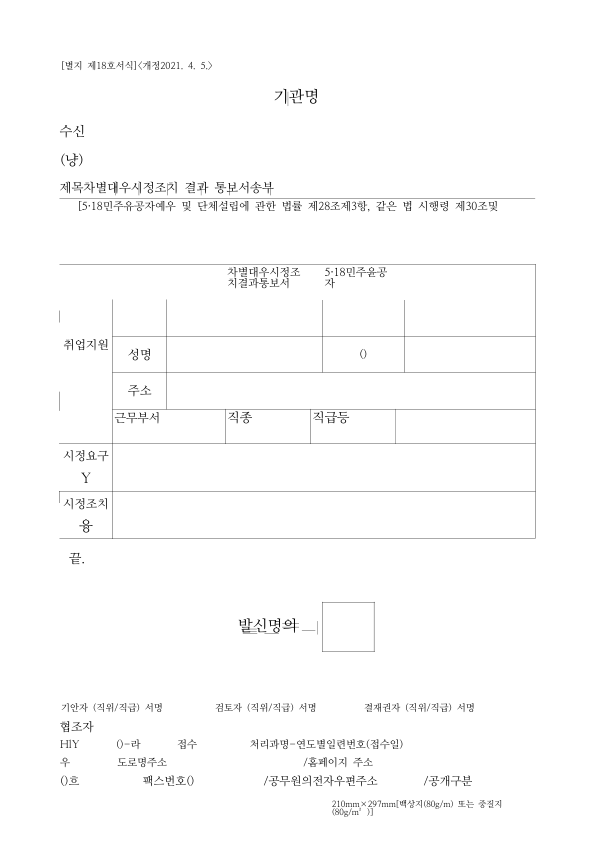 [별지 제18호서식]<개정2021. 4. 5.>
기관명
수신
(냥)
제목차별대우시정조치 결과 통보서송부
[5·18민주유공자예우 및 단체설립에 관한 법률 제28조제3항, 같은 법 시행령 제30조및
차별대우시정조 5·18민주윤공
치결과통보서 자
취업지원
성명 ()
주소
근무부서 직종 직급등
시정요구
Y
시정조치
용
끝.
발신명의
기안자 (직위/직급) 서명 검토자 (직위/직급) 서명 결재권자 (직위/직급) 서명
협조자
HIY ()-라 접수 처리과명-연도별일련번호(접수일)
우 도로명주소 /홈페이지 주소
()흐 팩스번호() /공무원의전자우편주소 /공개구분
210mm×297mm[백상지(80g/m) 또는 중질지
(80g/m² )]